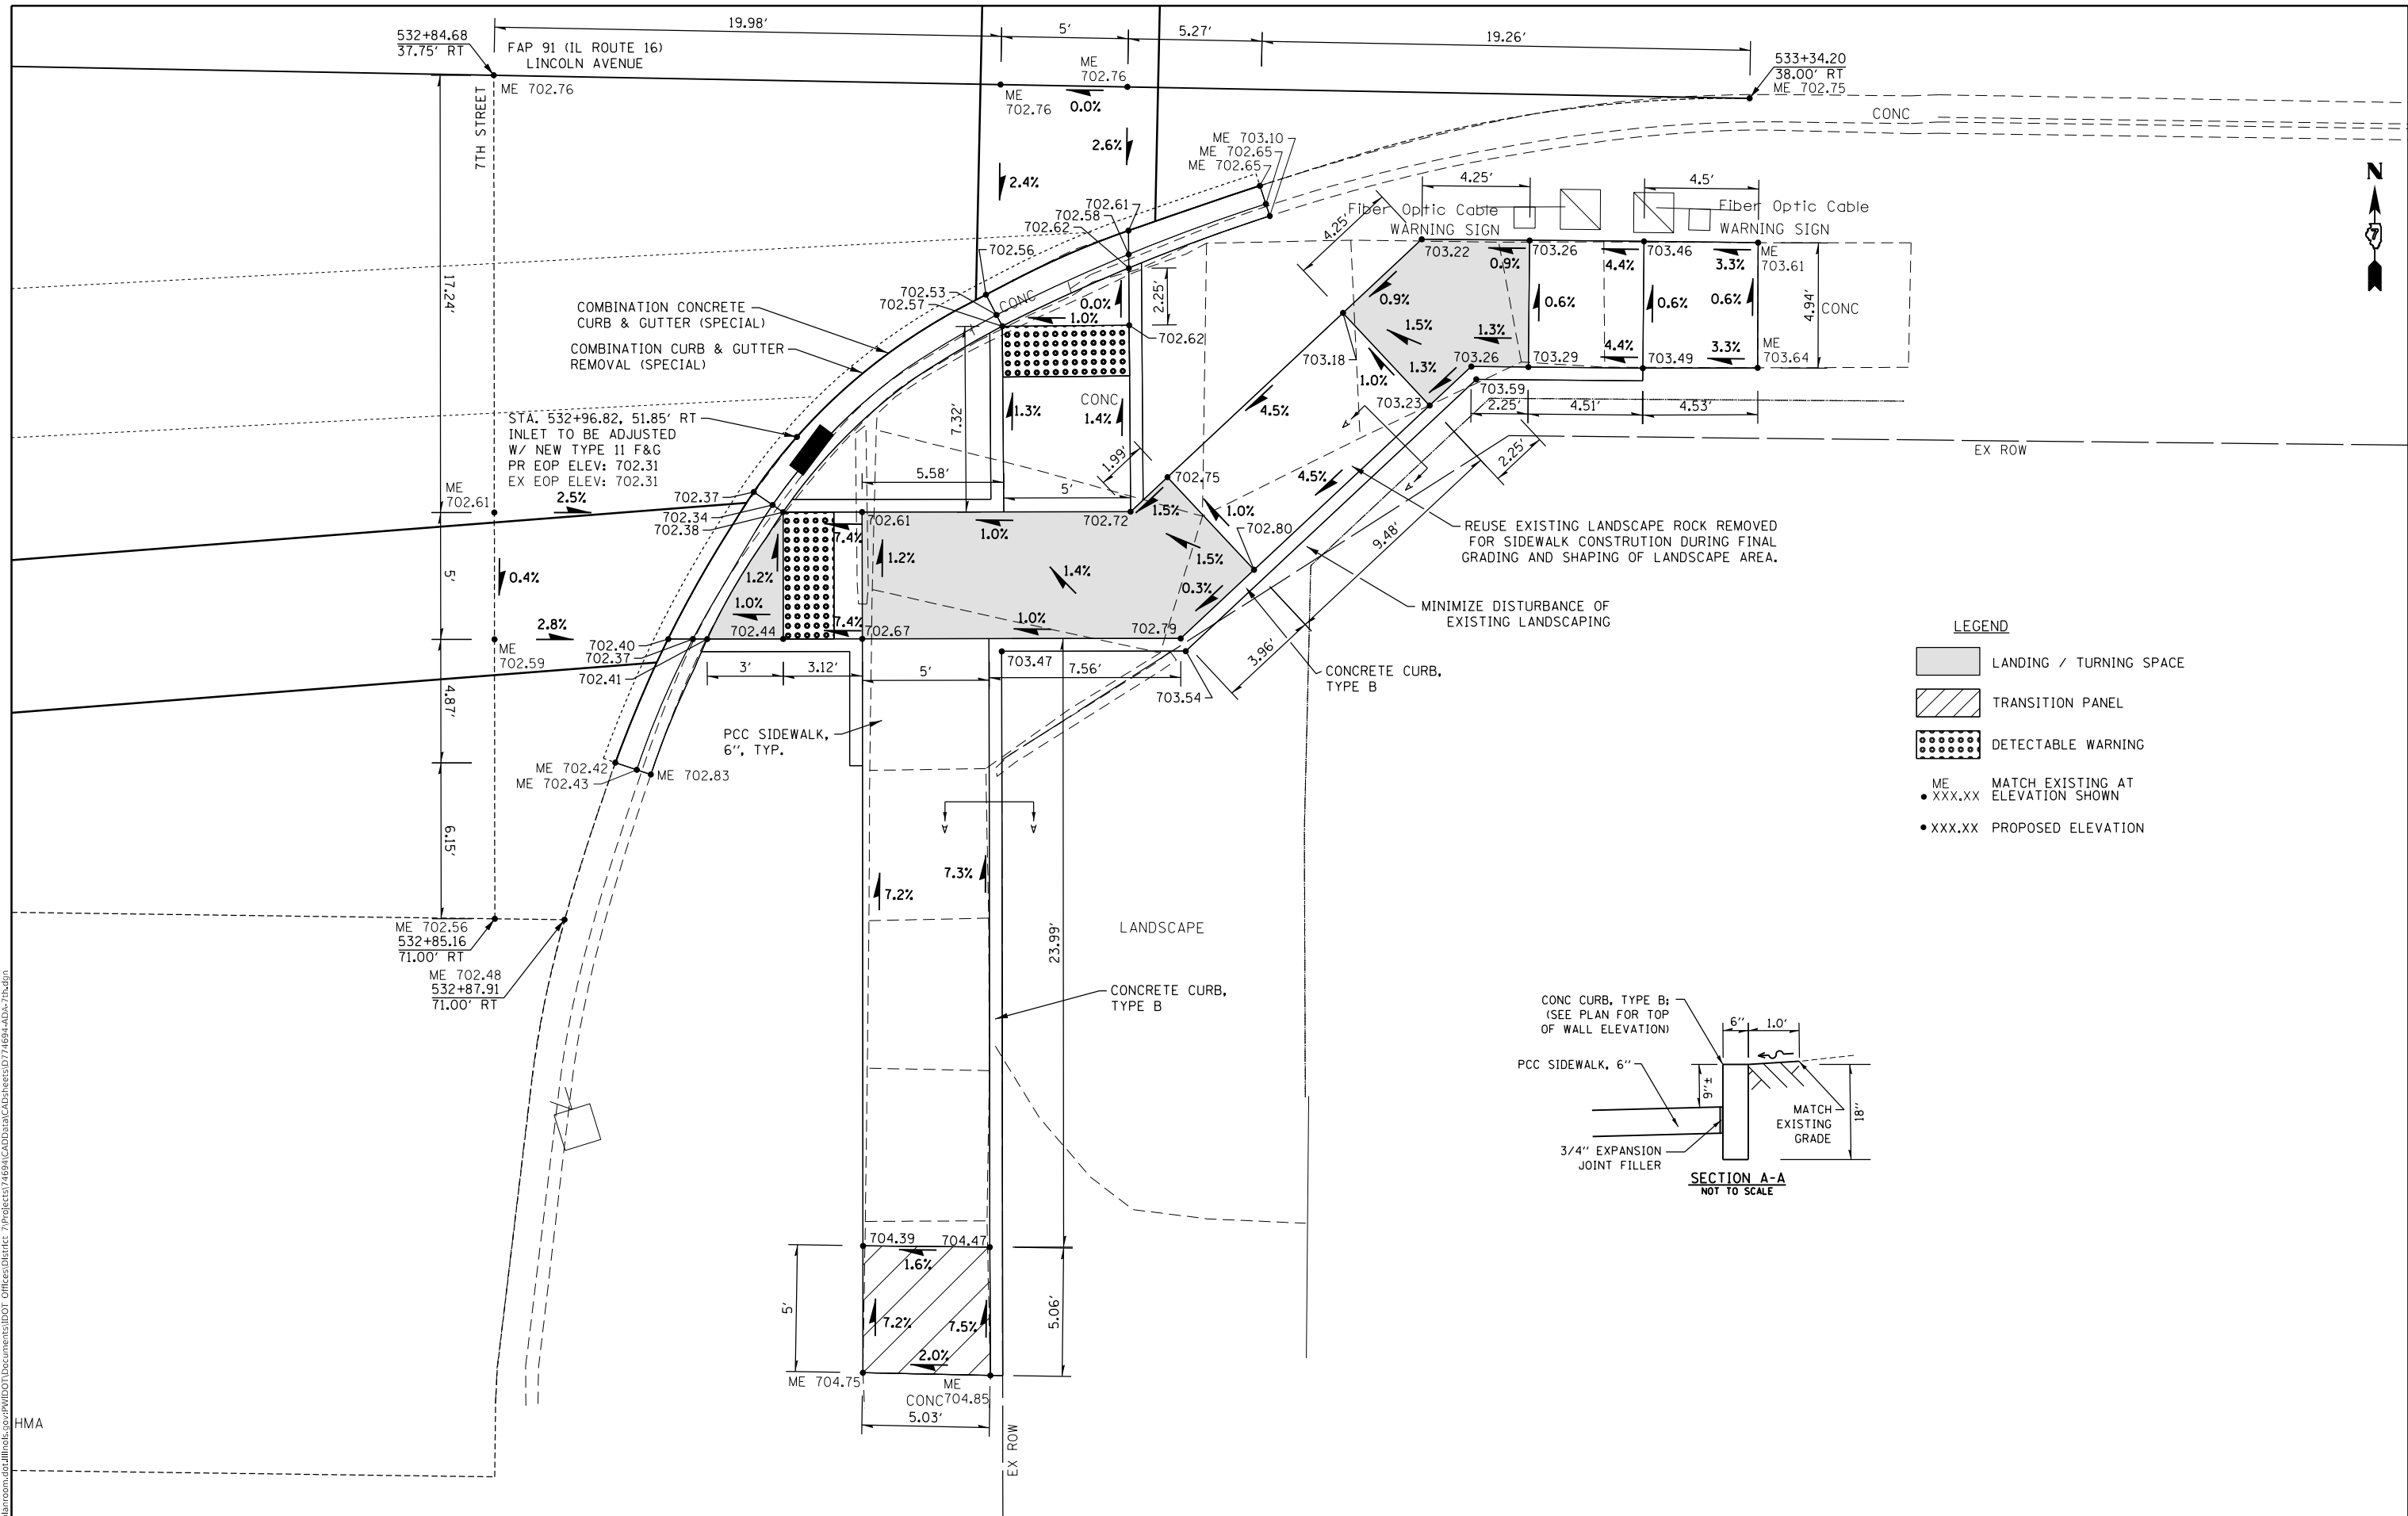 19.98'
5'
5.27'
19.26'
532+84.68
37.75' RT
FAP 91 (IL ROUTE 16)
LINCOLN AVENUE
ME 702.76
7TH STREET
ME
702.76
ME
702.76
0.0%
533+34.20
38.00' RT
ME 702.75
CONC
2.6%
2.4%
ME 703.10
ME 702.65
ME 702.65
702.61
702.58
702.62
702.56
702.53
702.57
CONC
0.0%
1.0%
2.25'
702.62
4.25'
4.5'
4.25'
Fiber Optic Cable
WARNING SIGN
Fiber Optic Cable
WARNING SIGN
N
7
703.22
703.26
703.46
ME
703.61
0.9%
4.4%
3.3%
0.9%
0.6%
0.6%
0.6%
4.94'
CONC
1.5%
1.3%
4.4%
3.3%
703.18
703.26
703.29
703.49
ME
703.64
1.0%
1.3%
703.23
703.59
2.25'
4.51'
4.53'
17.24'
COMBINATION CONCRETE
CURB & GUTTER (SPECIAL)
COMBINATION CURB & GUTTER
REMOVAL (SPECIAL)
STA. 532+96.82, 51.85' RT
INLET TO BE ADJUSTED
W/ NEW TYPE 11 F&G
PR EOP ELEV: 702.31
EX EOP ELEV: 702.31
7.32'
1.3%
CONC
1.4%
4.5%
A
A
4.5%
2.25'
EX ROW
5.58'
5'
1.99'
702.75
ME
702.61
2.5%
702.37
702.34
702.38
702.61
7.4%
702.72
1.5%
1.0%
702.80
1.0%
REUSE EXISTING LANDSCAPE ROCK REMOVED
FOR SIDEWALK CONSTRUTION DURING FINAL
GRADING AND SHAPING OF LANDSCAPE AREA.
9.48'
5'
0.4%
1.2%
1.2%
1.4%
1.5%
0.3%
1.0%
7.4%
1.0%
MINIMIZE DISTURBANCE OF
EXISTING LANDSCAPING
2.8%
702.40
702.37
702.41
702.44
702.67
702.79
ME
702.59
3'
3.12'
5'
703.47
7.56'
703.54
3.96'
CONCRETE CURB,
TYPE B
4.87'
PCC SIDEWALK,
6", TYP.
ME 702.42
ME 702.43
ME 702.83
6.15'
A
A
7.2%
7.3%
LANDSCAPE
23.99'
ME 702.56
532+85.16
71.00' RT
ME 702.48
532+87.91
71.00' RT
CONCRETE CURB,
TYPE B
704.39
704.47
1.6%
5'
7.2%
7.5%
5.06'
2.0%
ME 704.75
ME
704.85
CONC
5.03'
EX ROW
HMA
LEGEND
LANDING / TURNING SPACE
TRANSITION PANEL
DETECTABLE WARNING
ME
XXX.XX
MATCH EXISTING AT
ELEVATION SHOWN
XXX.XX PROPOSED ELEVATION
CONC CURB, TYPE B;
(SEE PLAN FOR TOP
OF WALL ELEVATION)
6"
1.0'
PCC SIDEWALK, 6"
9"±
18"
MATCH
EXISTING
GRADE
3/4" EXPANSION
JOINT FILLER
SECTION A-A
NOT TO SCALE